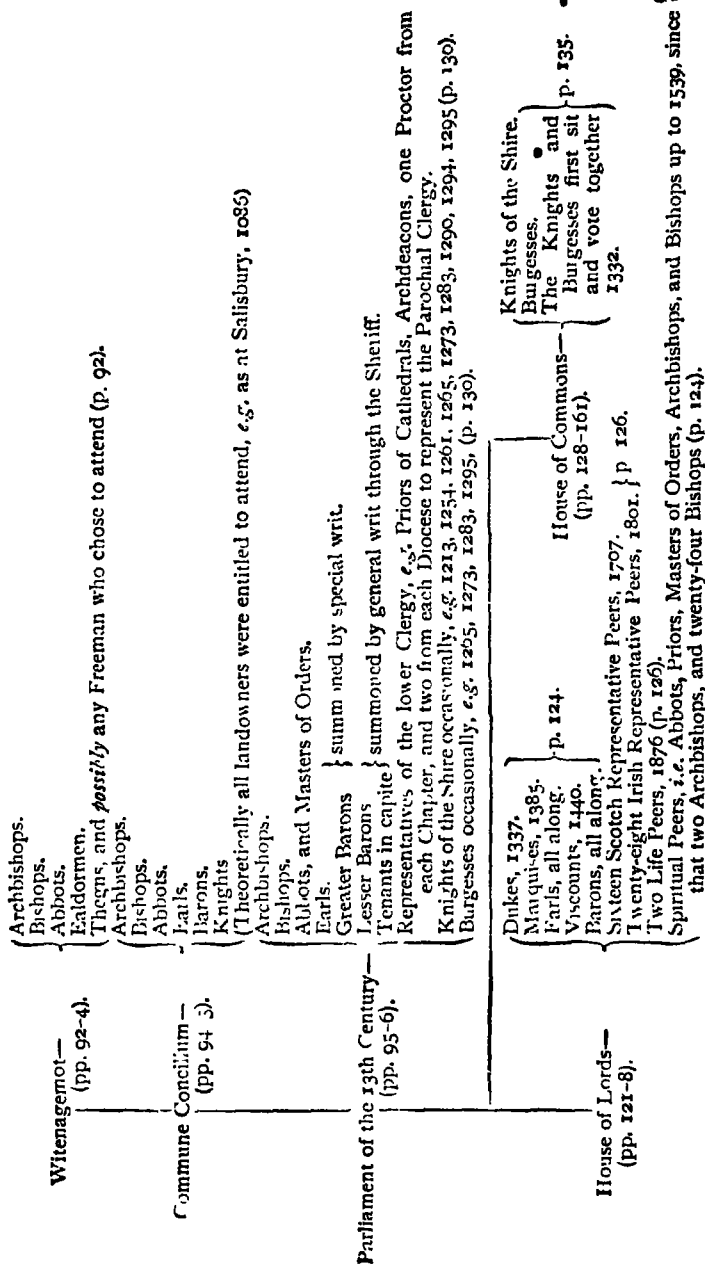 Witenagemot—
(pp. 92-4).
Archbishops.
Bishops.
Abbots.
Ealdormen.
Thegns, and possibly any Freeman who chose to attend (p. 92).
Commune Concilium—
(pp. 94 5).
Archbishops.
Bishops.
Abbots.
Earls.
Barons.
Knights
(Theoretically all landowners were entitled to attend, e.g. as at Salisbury, 1086)
Parliament of the 13th Century—
(pp. 95-6).
Archbishops.
Bishops.
Abbots, and Masters of Orders.
Earls.
Greater Barons } summoned by special writ.
Lesser Barons
Tenants in capite } summoned by general writ through the Sheriff.
Representatives of the lower Clergy, e.g. Priors of Cathedrals, Archdeacons, one Proctor from
each Chapter, and two from each Diocese to represent the Parochial Clergy.
Knights of the Shire occasionally, e.g. 1213, 1254, 1261, 1265, 1273, 1283, 1290, 1294, 1295 (p. 130).
Burgesses occasionally, e.g. 1265, 1273, 1283, 1295, (p. 130).
House of Lords—
(pp. 121-8).
Dukes, 1337.
Marquises, 1385.
Earls, all along.
Viscounts, 1440.
Barons, all along.
p. 124.
Sixteen Scotch Representative Peers, 1707.
Twenty-eight Irish Representative Peers, 1801. } p 126.
Two Life Peers, 1876 (p. 126).
Spiritual Peers, i.e. Abbots, Priors, Masters of Orders, Archbishops, and Bishops up to 1539, since
that two Archbishops, and twenty-four Bishops (p. 124).
House of Commons—
(pp. 128-161).
Knights of the Shire.
Burgesses.
The Knights and
Burgesses first sit
and vote together
1332.
p. 135.